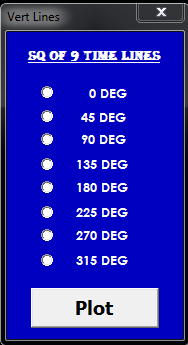 Vert Lines
SQ OF 9 TIME LINES
0 DEG
45 DEG
90 DEG
135 DEG
180 DEG
225 DEG
270 DEG
315 DEG
Plot